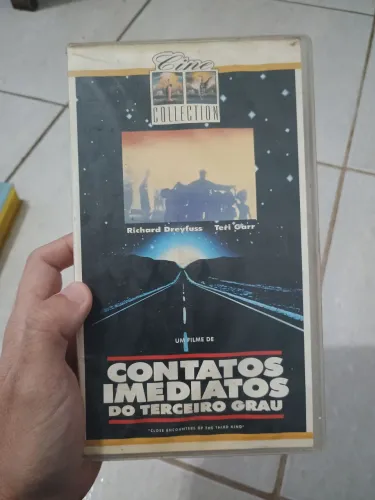 Cine
COLLECTION
Richard Dreyfuss Teri Garr
UM FILME DE
CONTATOS
IMEDIATOS
DO TERCEIRO GRAU
"CLOSE ENCOUNTERS OF THE THIRD KIND"